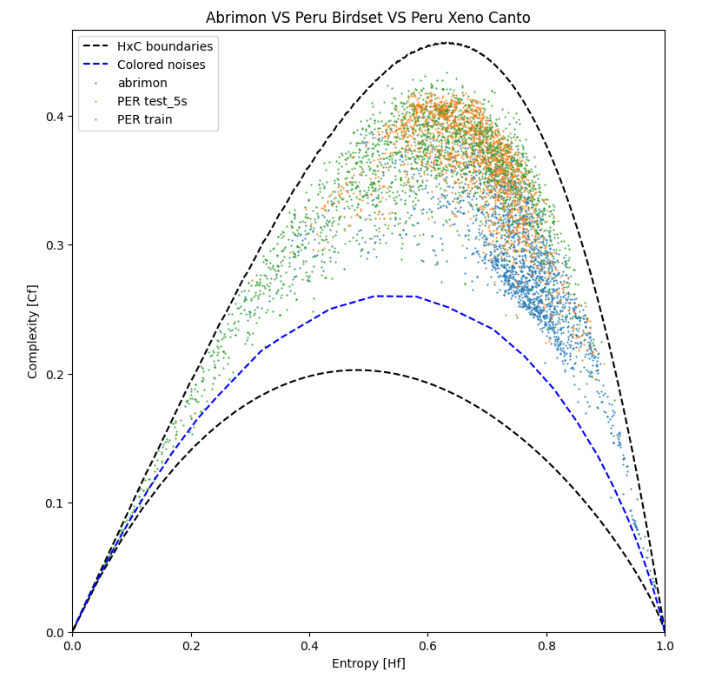 Abrimon VS Peru Birdset VS Peru Xeno Canto
HxC boundaries
Colored noises
abrimon
PER test_5s
PER train
Complexity [Cf]
0.4
0.3
0.2
0.1
0.0
0.0 0.2 0.4 0.6 0.8 1.0
Entropy [Hf]